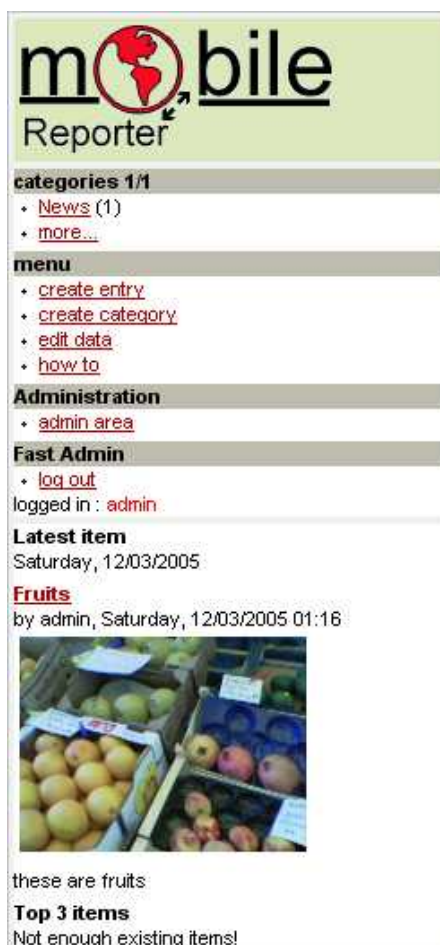 mobile
Reporter
categories 1/1
News (1)
more...
menu
create entry
create category
edit data
how to
Administration
admin area
Fast Admin
log out
logged in : admin
Latest item
Saturday, 12/03/2005
Fruits
by admin, Saturday, 12/03/2005 01:16
these are fruits
Top 3 items
Not enough existing items!